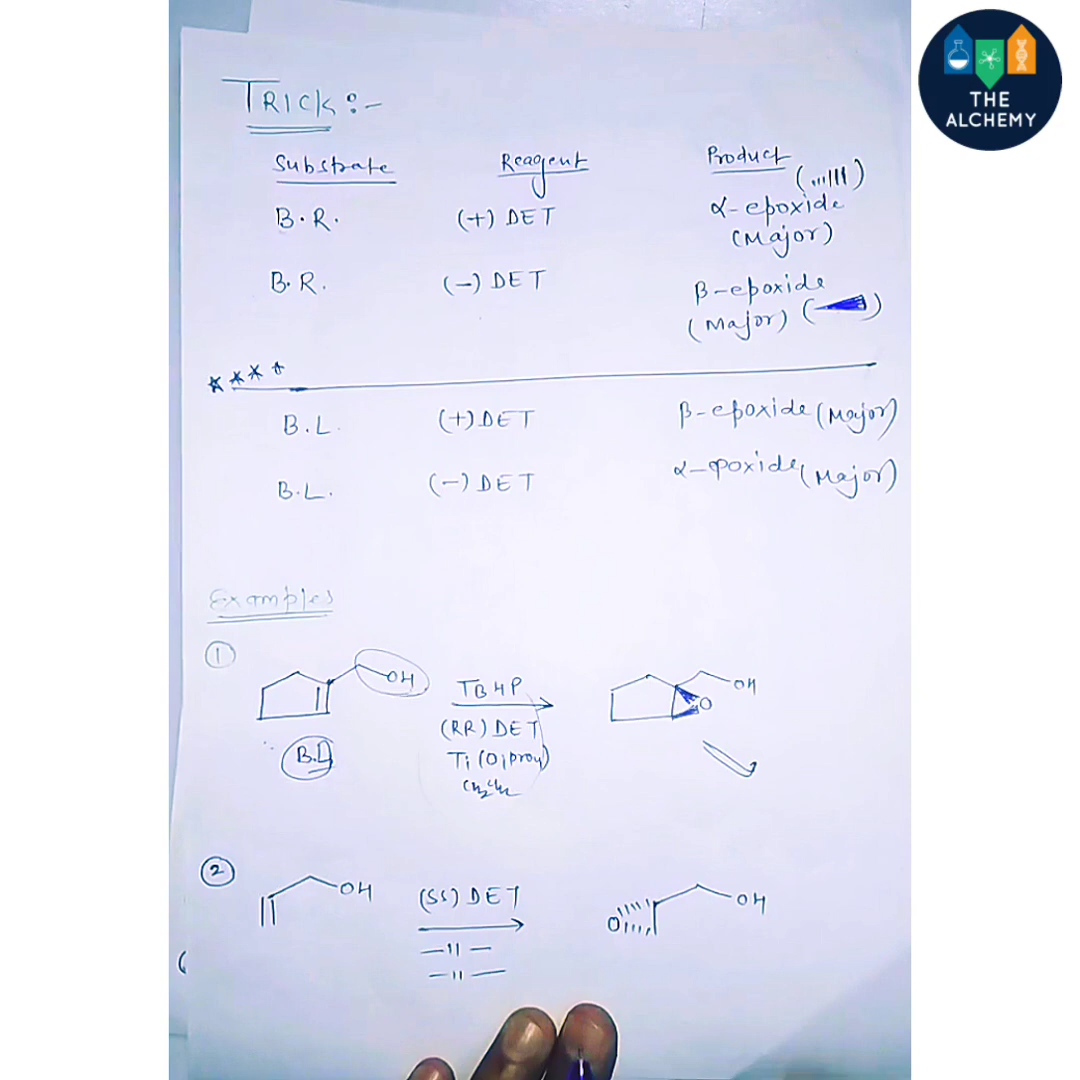 THE
ALCHEMY
TRICK :-
Substrate Reagent Product
B.R. (+) DET α-epoxide
(Major)
B.R. (-) DET β-epoxide
(Major)
B.L. (+) DET β-epoxide (Major)
B.L. (-) DET α-epoxide (Major)
Examples
1
OH TBHP OH
O
(RR) DET
B.L
2
OH (SS) DET OH
O